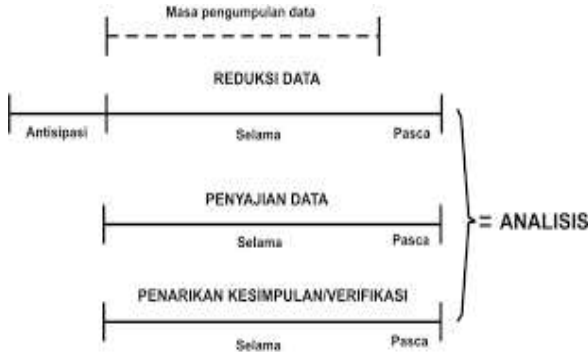 Masa pengumpulan data
REDUKSI DATA
Antisipasi Selama Pasca
PENYAJIAN DATA
= ANALISIS
Selama Pasca
PENARIKAN KESIMPULAN/VERIFIKASI
Selama Pasca